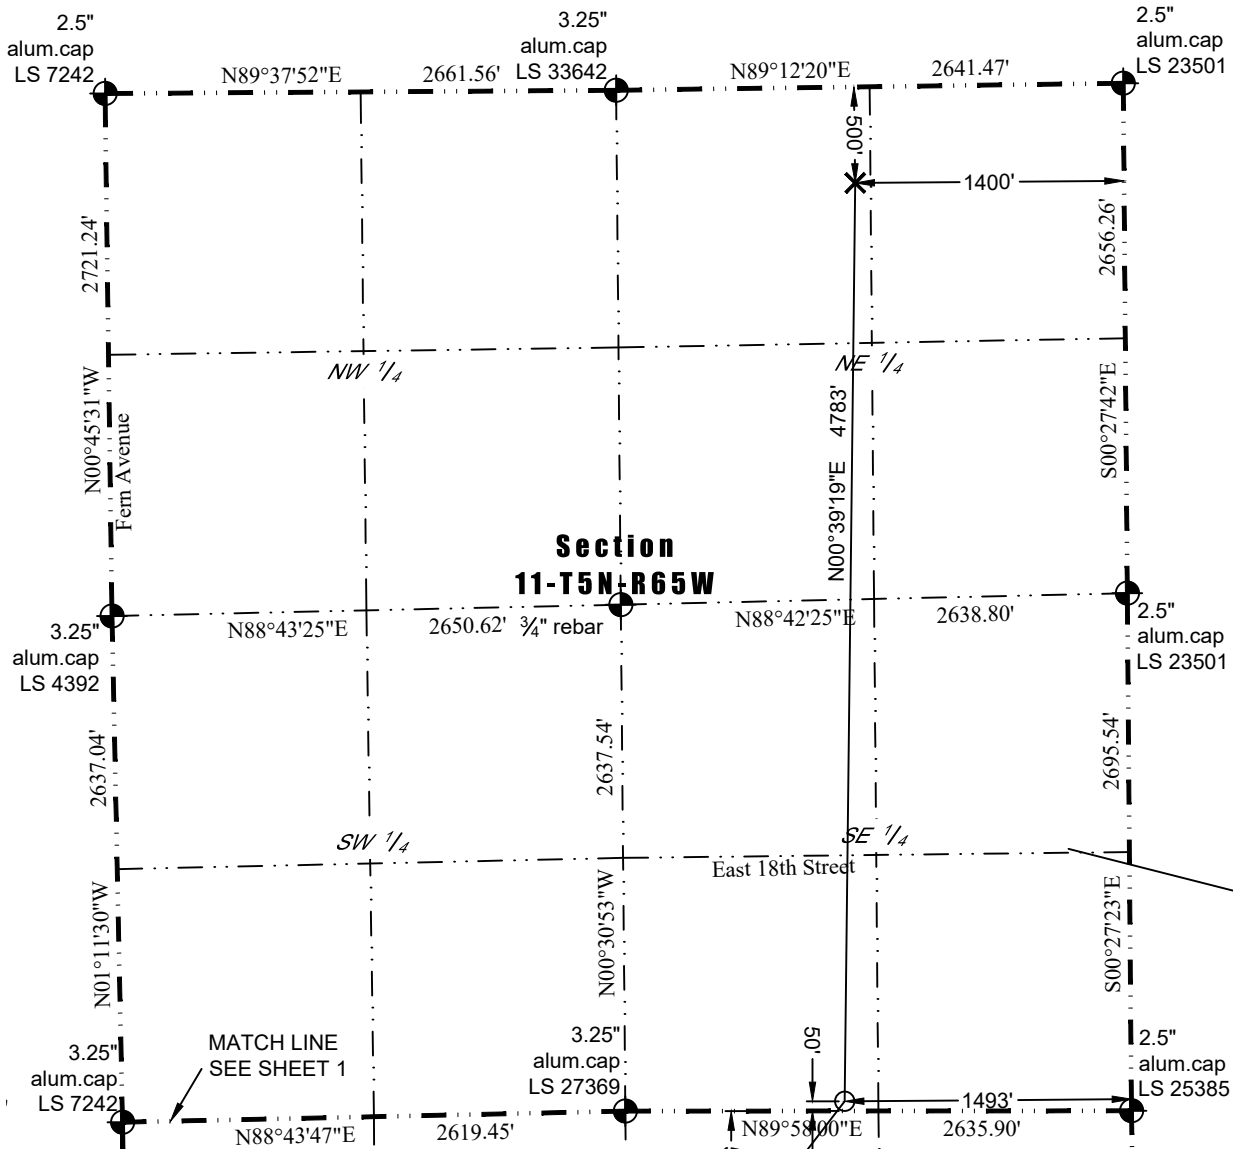 2.5"
alum.cap
LS 7242
N89°37'52"E
2661.56'
3.25"
alum.cap
LS 33642
N89°12'20"E
2641.47'
2.5"
alum.cap
LS 23501
500'
1400'
2721.24'
N00°45'31"W
Fern Avenue
2656.26'
S00°27'42"E
NW 1/4
NE 1/4
N00°39'19"E 4783'
Section
11-T5N-R65W
3.25"
alum.cap
LS 4392
N88°43'25"E
2650.62'
3/4" rebar
N88°42'25"E
2638.80'
2.5"
alum.cap
LS 23501
2637.04'
N01°11'30"W
2637.54'
N00°30'53"W
2695.54'
S00°27'23"E
SW 1/4
SE 1/4
East 18th Street
MATCH LINE
SEE SHEET 1
3.25"
alum.cap
LS 7242
3.25"
alum.cap
LS 27369
50'
1493'
2.5"
alum.cap
LS 25385
N88°43'47"E
2619.45'
N89°58'00"E
2635.90'